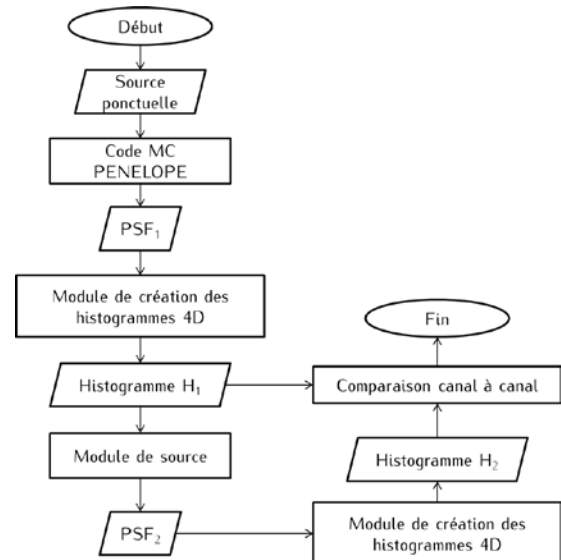 Début
Source
ponctuelle
Code MC
PENELOPE
PSF₁
Module de création des
histogrammes 4D
Histogramme H₁
Module de source
PSF₂
Fin
Comparaison canal à canal
Histogramme H₂
Module de création des
histogrammes 4D